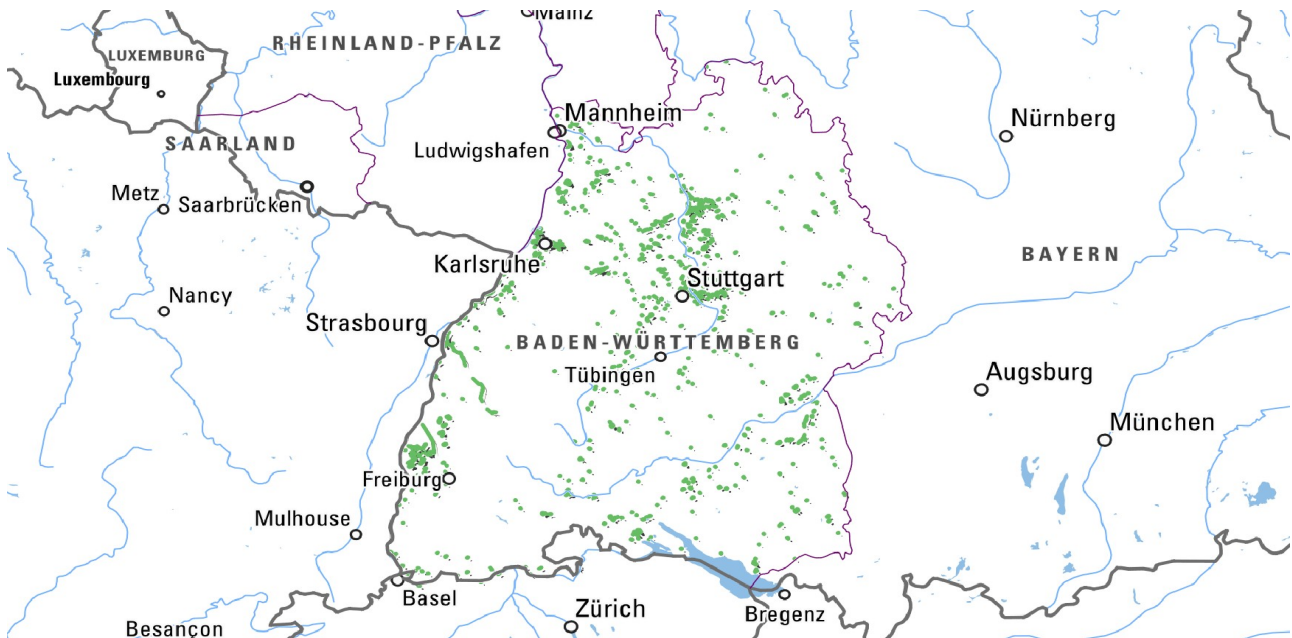 Mainz
RHEINLAND-PFALZ
LUXEMBURG
Luxembourg
Mannheim
Nürnberg
SAARLAND
Ludwigshafen
Metz
Saarbrücken
Karlsruhe
BAYERN
Stuttgart
Nancy
Strasbourg
BADEN-WÜRTTEMBERG
Tübingen
Augsburg
München
Freiburg
Mulhouse
Basel
Zürich
Bregenz
Besançon